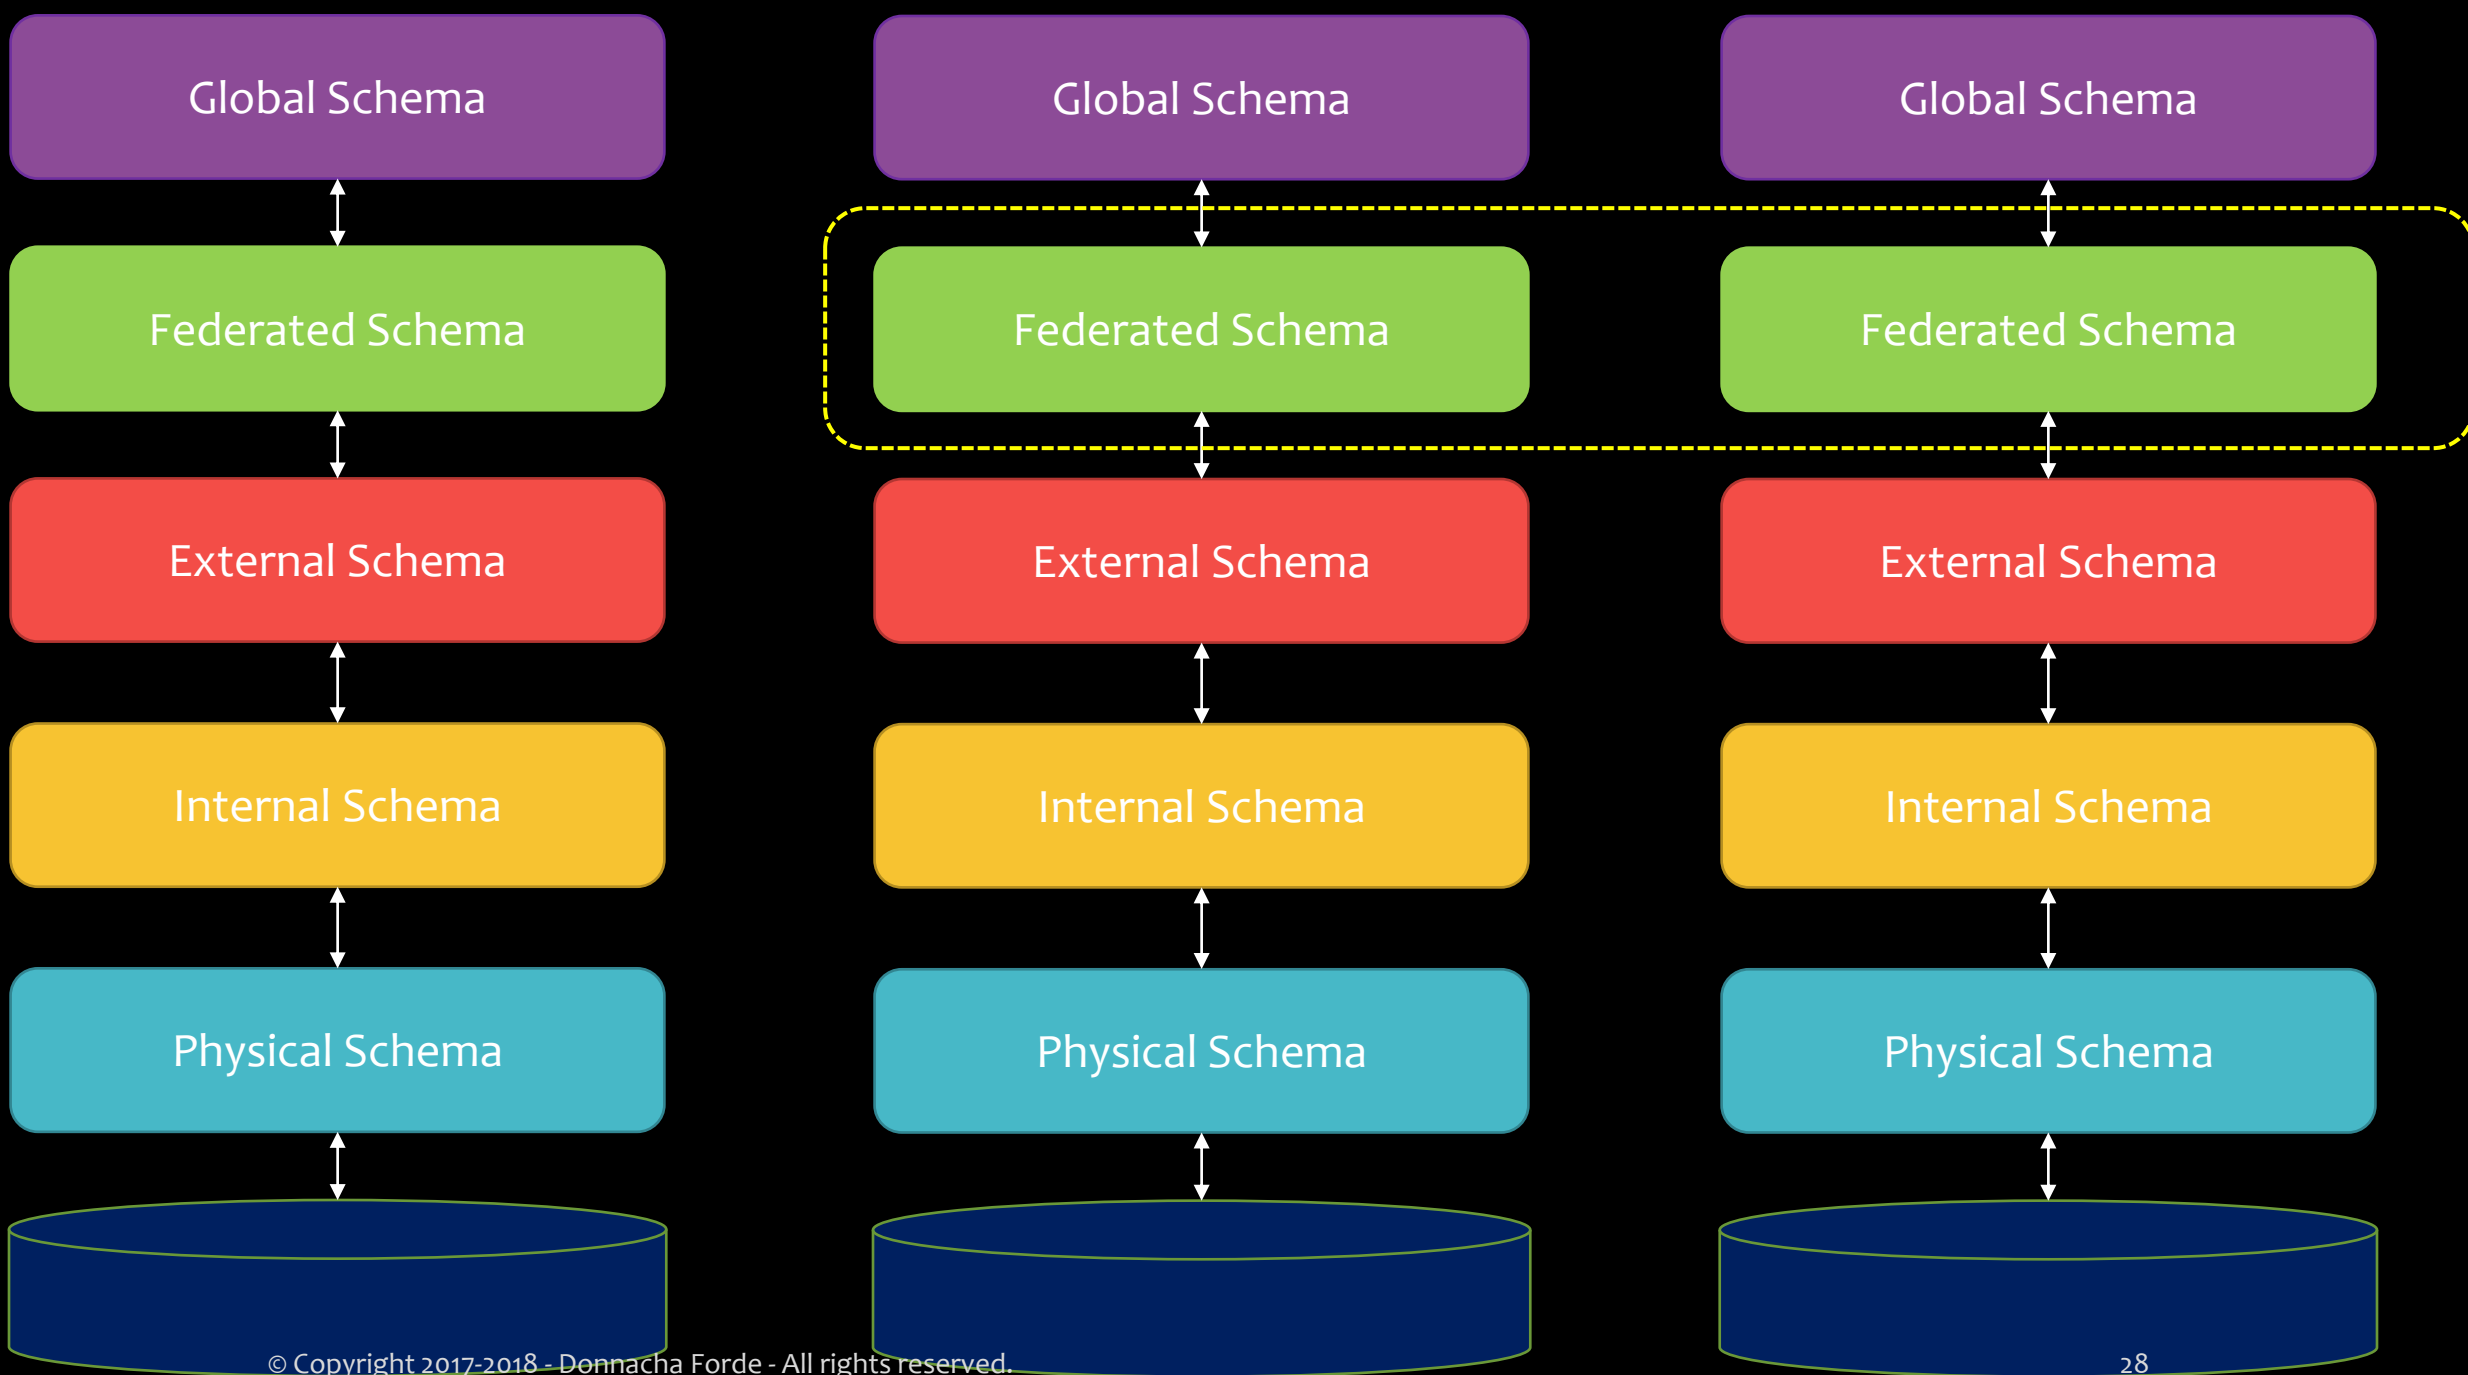 Global Schema
Global Schema
Global Schema
Federated Schema
Federated Schema
Federated Schema
External Schema
External Schema
External Schema
Internal Schema
Internal Schema
Internal Schema
Physical Schema
Physical Schema
Physical Schema
© Copyright 2017-2018 - Donnacha Forde - All rights reserved.
28